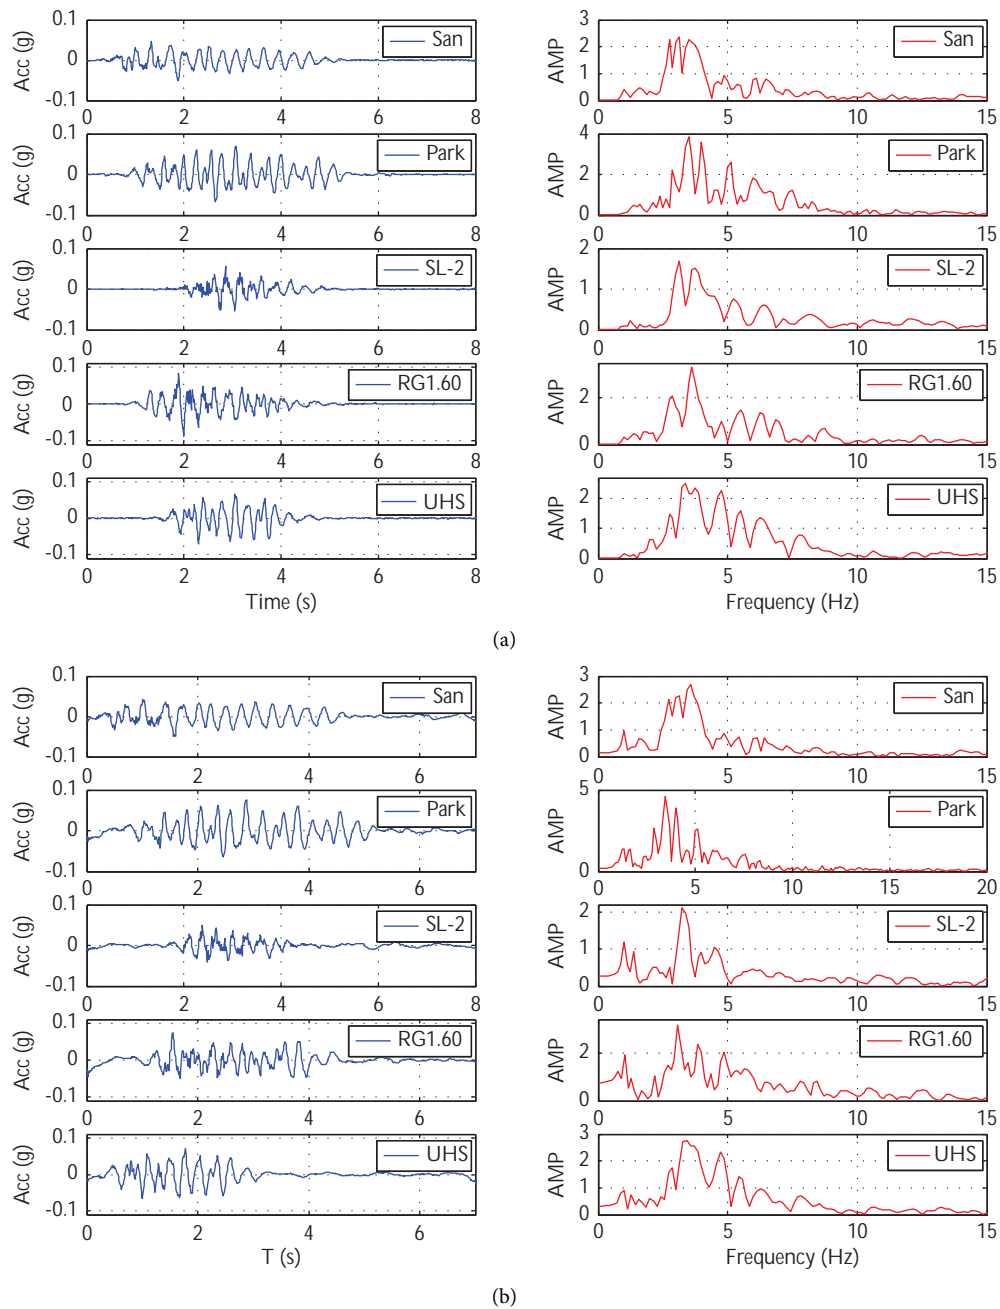 0.1
0
-0.1
Acc (g)
San
0 2 4 6 8
3
2
1
0
AMP
San
0 5 10 15
0.1
0
-0.1
Acc (g)
Park
0 2 4 6 8
4
2
0
AMP
Park
0 5 10 15
0.1
0
-0.1
Acc (g)
SL-2
0 2 4 6 8
2
1
0
AMP
SL-2
0 5 10 15
0.1
0
-0.1
Acc (g)
RG1.60
0 2 4 6 8
2
0
AMP
RG1.60
0 5 10 15
0.1
0
-0.1
Acc (g)
UHS
0 2 4 6 8
Time (s)
2
1
0
AMP
UHS
0 5 10 15
Frequency (Hz)
(a)
0.1
0
-0.1
Acc (g)
San
0 2 4 6
3
2
1
0
AMP
San
0 5 10 15
0.1
0
-0.1
Acc (g)
Park
0 2 4 6
5
0
AMP
Park
0 5 10 15 20
0.1
0
-0.1
Acc (g)
SL-2
0 2 4 6 8
2
1
0
AMP
SL-2
0 5 10 15
0.1
0
-0.1
Acc (g)
RG1.60
0 2 4 6
2
0
AMP
RG1.60
0 5 10 15
0.1
0
-0.1
Acc (g)
UHS
0 2 4 6
T (s)
3
2
1
0
AMP
UHS
0 5 10 15
Frequency (Hz)
(b)